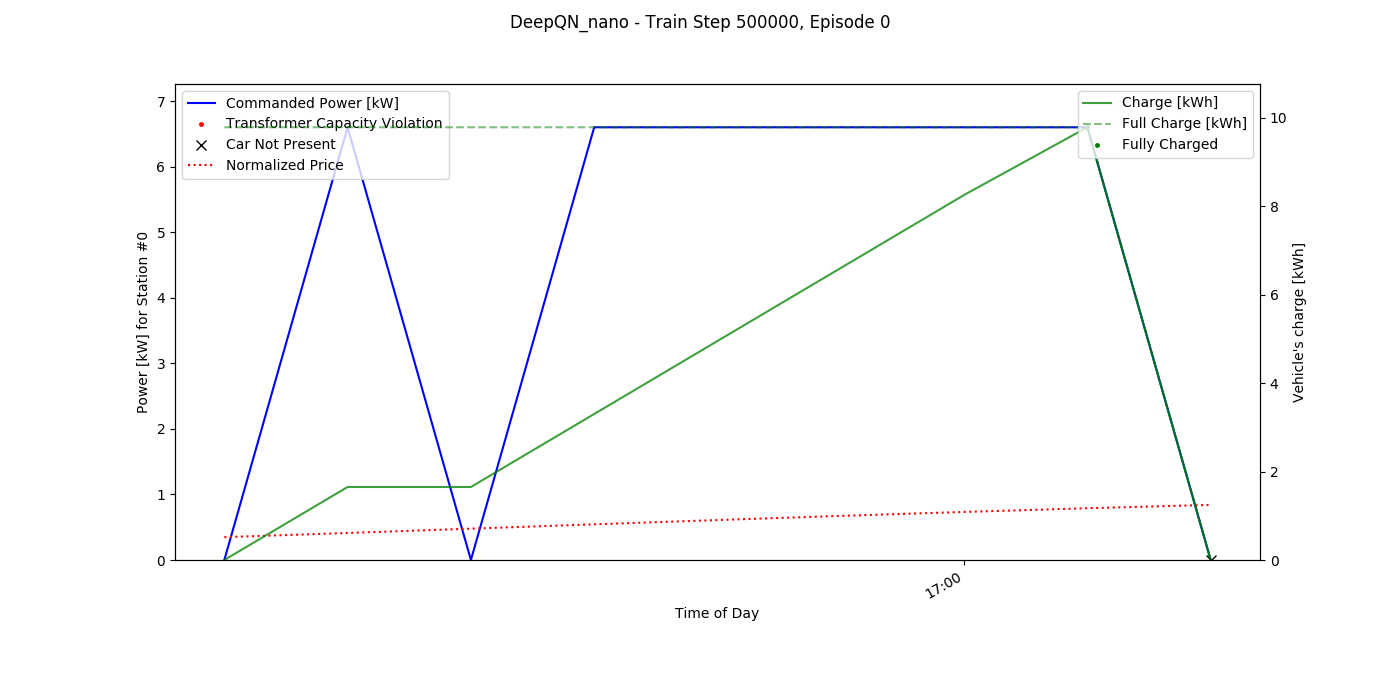 DeepQN_nano - Train Step 500000, Episode 0
Commanded Power [kW]
Transformer Capacity Violation
Car Not Present
Normalized Price
Charge [kWh]
Full Charge [kWh]
Fully Charged
Power [kW] for Station #0
7
6
5
4
3
2
1
0
Vehicle's charge [kWh]
10
8
6
4
2
0
17:00
Time of Day